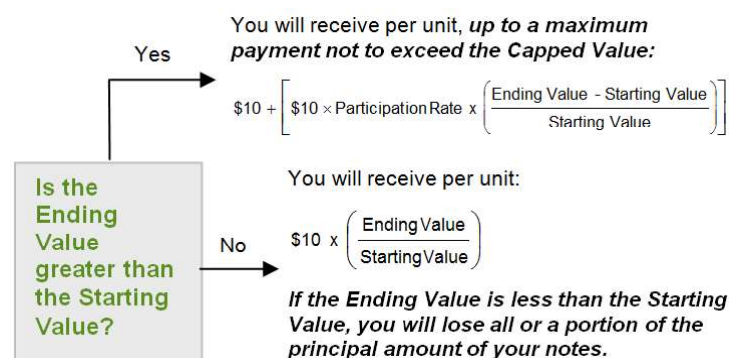 You will receive per unit, up to a maximum
payment not to exceed the Capped Value:
Yes
$10 + [ $10 × Participation Rate x ( Ending Value - Starting Value / Starting Value ) ]
Is the
Ending
Value
greater than
the Starting
Value?
No
You will receive per unit:
$10 x ( Ending Value / Starting Value )
If the Ending Value is less than the Starting
Value, you will lose all or a portion of the
principal amount of your notes.